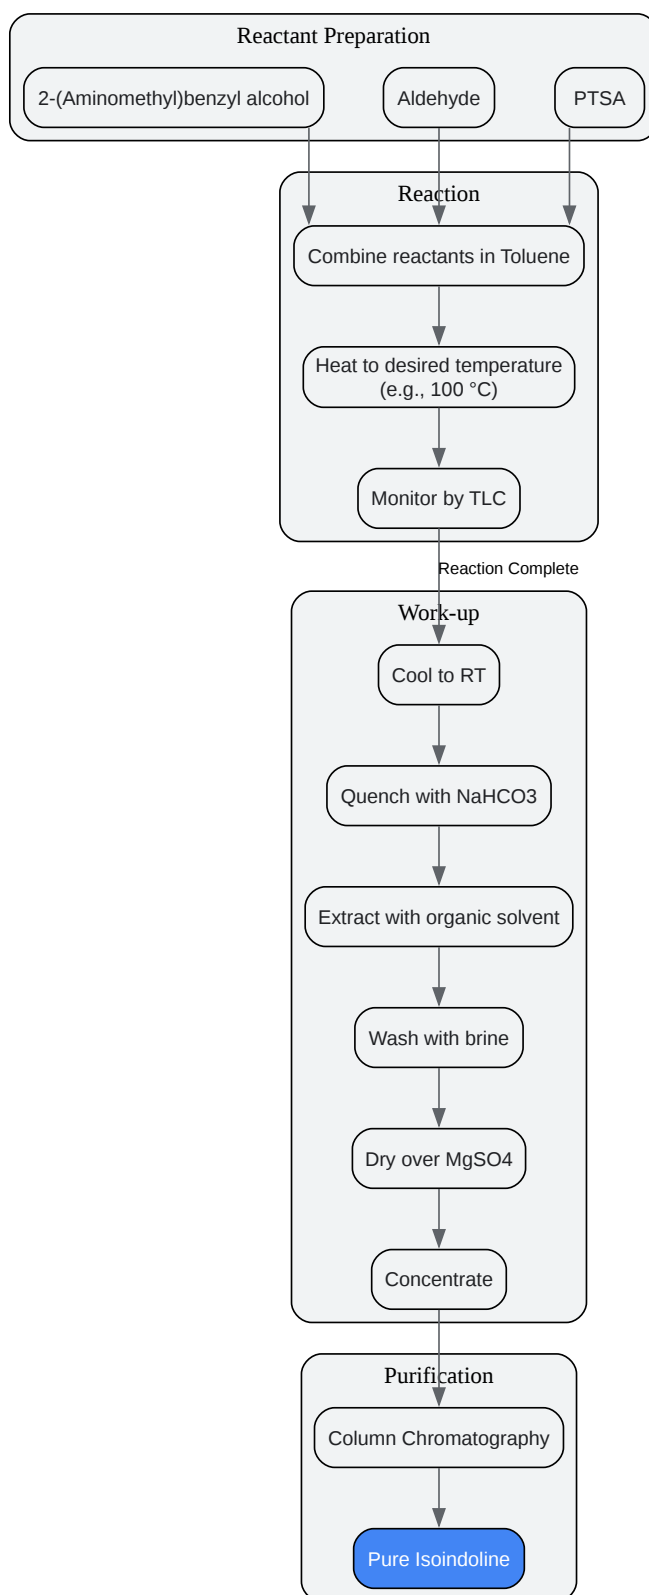 Reactant Preparation
2-(Aminomethyl)benzyl alcohol
Aldehyde
PTSA
Reaction
Combine reactants in Toluene
Heat to desired temperature
(e.g., 100 °C)
Monitor by TLC
Reaction Complete
Work-up
Cool to RT
Quench with NaHCO3
Extract with organic solvent
Wash with brine
Dry over MgSO4
Concentrate
Purification
Column Chromatography
Pure Isoindoline